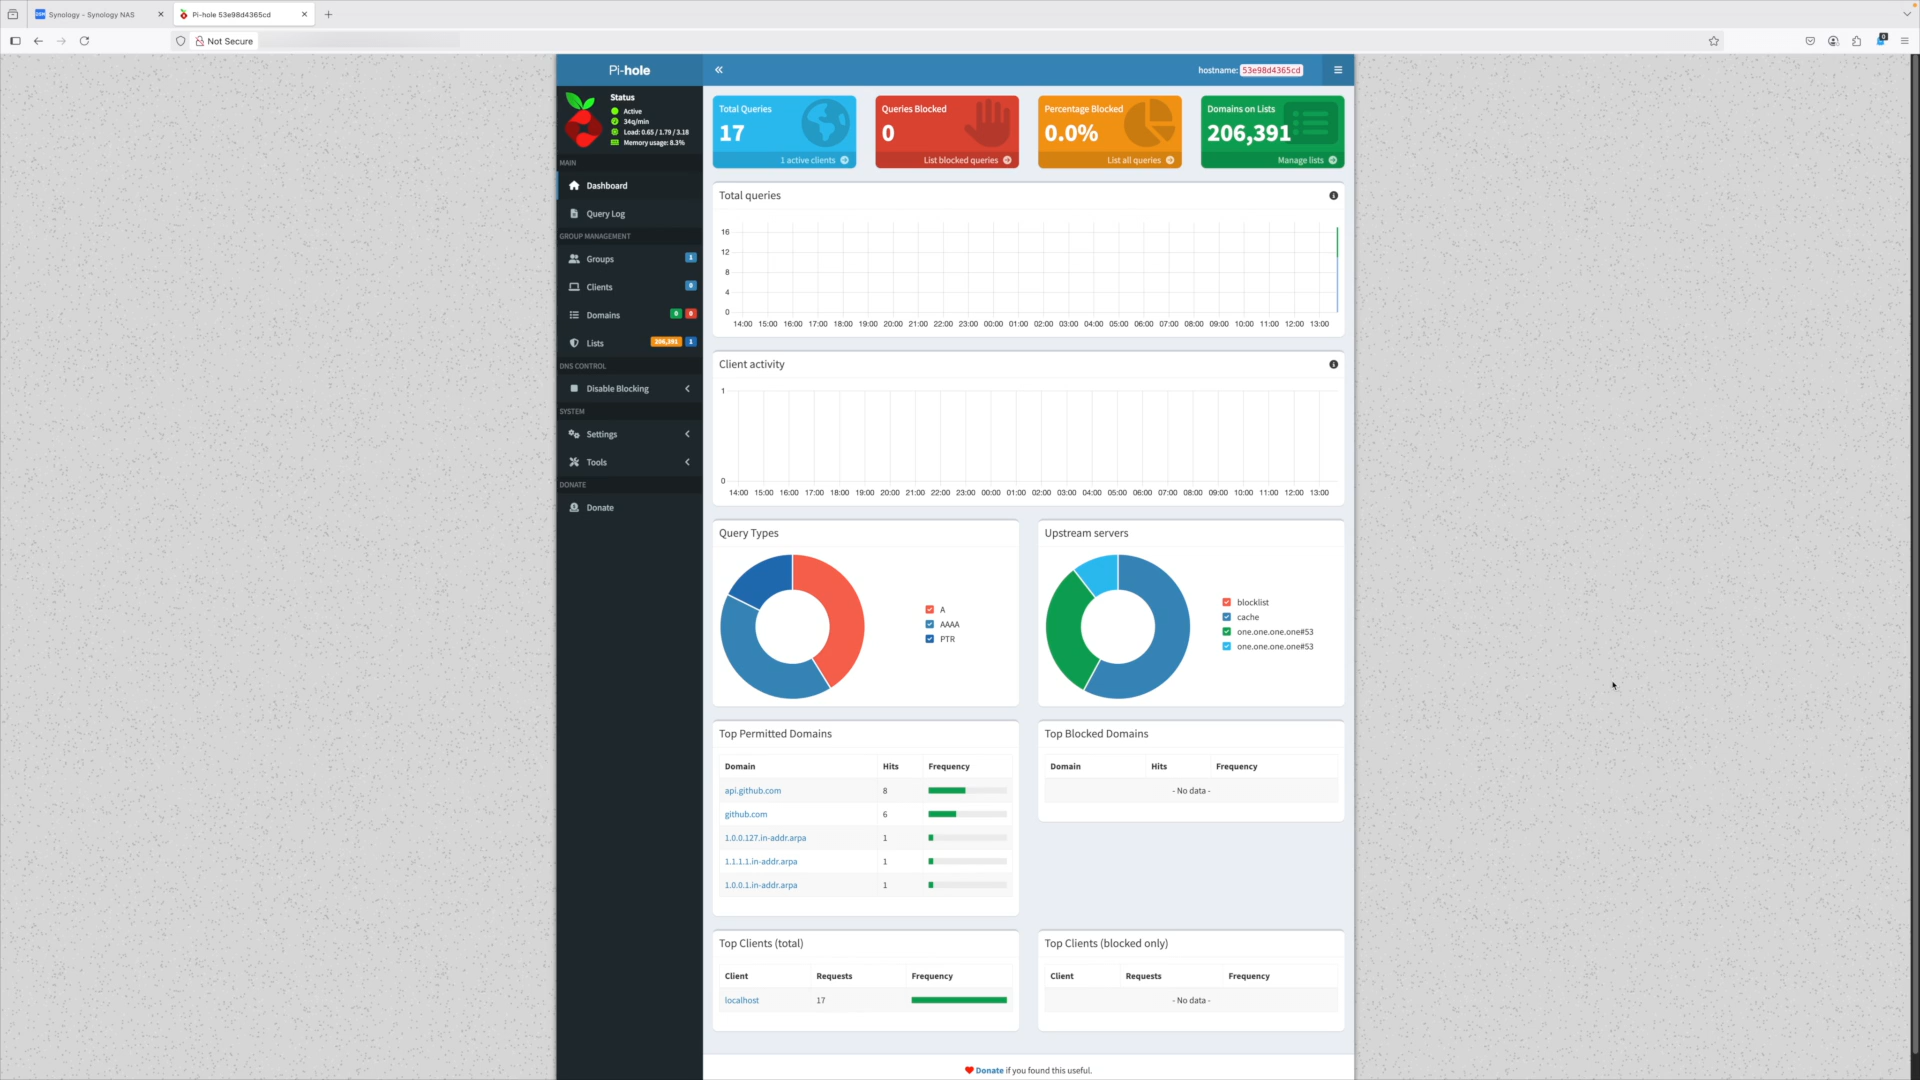 Synology - Synology NAS
Pi-hole 53e98d4365cd
Not Secure
Pi-hole
hostname: 53e98d4365cd
Status
Active
34q/min
Load: 0.65 / 1.79 / 3.18
Memory usage: 8.3%
MAIN
Dashboard
Query Log
GROUP MANAGEMENT
Groups 1
Clients 0
Domains 0 0
Lists 206,391 1
DNS CONTROL
Disable Blocking
SYSTEM
Settings
Tools
DONATE
Donate
Total Queries
17
1 active clients
Queries Blocked
0
List blocked queries
Percentage Blocked
0.0%
List all queries
Domains on Lists
206,391
Manage lists
Total queries
16
12
8
4
0
14:00 15:00 16:00 17:00 18:00 19:00 20:00 21:00 22:00 23:00 00:00 01:00 02:00 03:00 04:00 05:00 06:00 07:00 08:00 09:00 10:00 11:00 12:00 13:00
Client activity
1
0
14:00 15:00 16:00 17:00 18:00 19:00 20:00 21:00 22:00 23:00 00:00 01:00 02:00 03:00 04:00 05:00 06:00 07:00 08:00 09:00 10:00 11:00 12:00 13:00
Query Types
A
AAAA
PTR
Upstream servers
blocklist
cache
one.one.one.one#53
one.one.one.one#53
Top Permitted Domains
Domain Hits Frequency
api.github.com 8
github.com 6
1.0.0.127.in-addr.arpa 1
1.1.1.1.in-addr.arpa 1
1.0.0.1.in-addr.arpa 1
Top Blocked Domains
Domain Hits Frequency
- No data -
Top Clients (total)
Client Requests Frequency
localhost 17
Top Clients (blocked only)
Client Requests Frequency
- No data -
Donate if you found this useful.